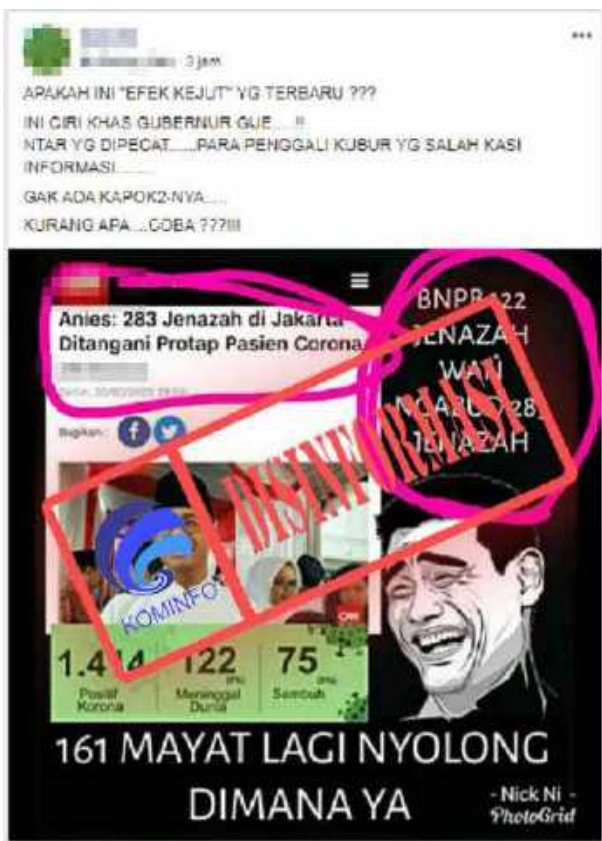 3 jam
APAKAH INI "EFEK KEJUT" YG TERBARU ???
INI CIRI KHAS GUBERNUR GUE....!!
NTAR YG DIPECAT.....PARA PENGGALI KUBUR YG SALAH KASI
INFORMASI........
GAK ADA KAPOK2-NYA.....
KURANG APA....COBA ???!!!!
Anies: 283 Jenazah di Jakarta
Ditangani Protap Pasien Corona
Bagikan:
BNPB 122
JENAZAH
WAN
JENAZAH
DISINFORMASI
KOMINFO
CNN
122
75
Positif
Korona
Meninggal
Dunia
Sembuh
161 MAYAT LAGI NYOLONG
DIMANA YA
- Nick Ni -
PhotoGrid